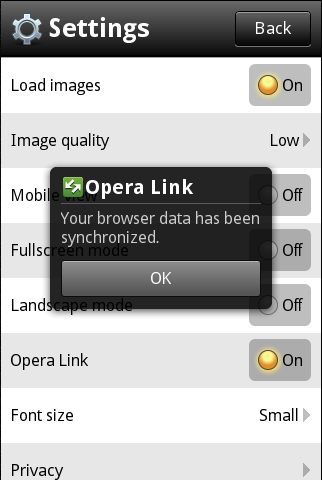 Settings
Back
Load images
On
Image quality
Low
Mobile view
Off
Opera Link
Your browser data has been
synchronized.
Fullscreen mode
Off
OK
Landscape mode
Off
Opera Link
On
Font size
Small
Privacy